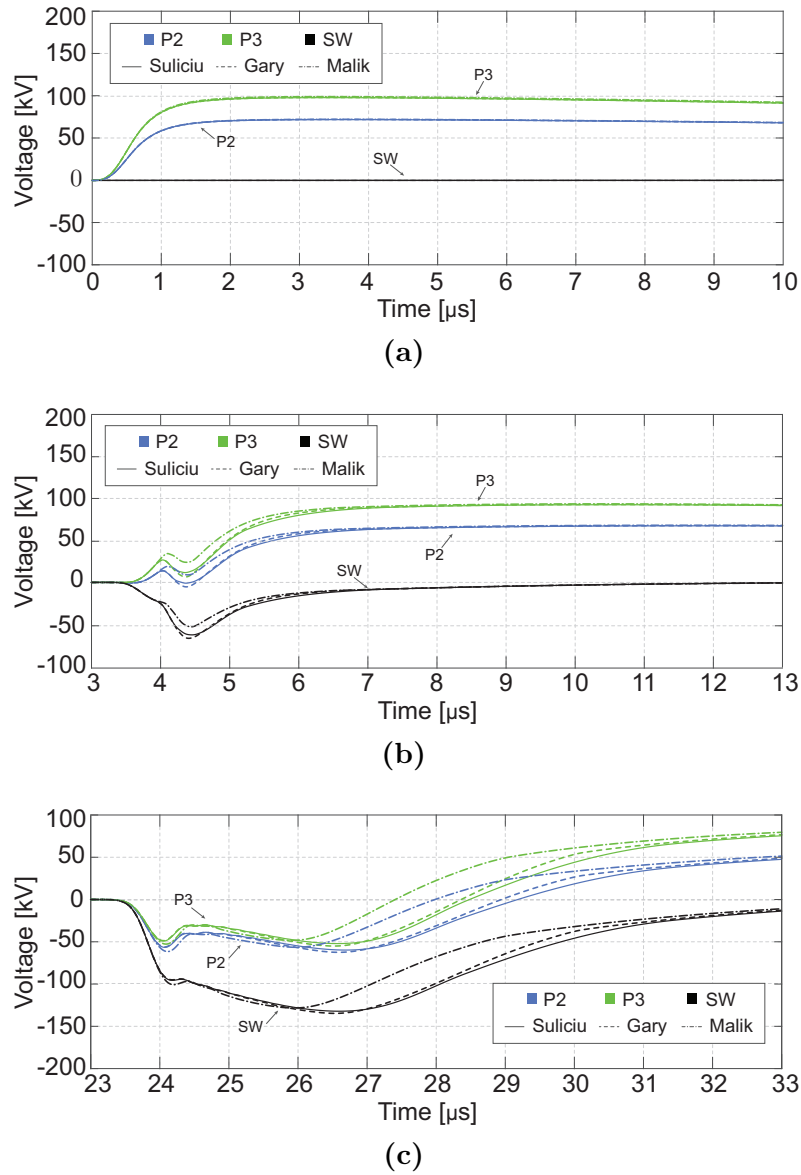 200
150
100
50
0
-50
-100
Voltage [kV]
P2 P3 SW
Suliciu Gary Malik
P3
P2
SW
0 1 2 3 4 5 6 7 8 9 10
Time [µs]
(a)
200
150
100
50
0
-50
-100
Voltage [kV]
P2 P3 SW
Suliciu Gary Malik
P3
P2
SW
3 4 5 6 7 8 9 10 11 12 13
Time [µs]
(b)
100
50
0
-50
-100
-150
-200
Voltage [kV]
P3
P2
SW
P2 P3 SW
Suliciu Gary Malik
23 24 25 26 27 28 29 30 31 32 33
Time [µs]
(c)